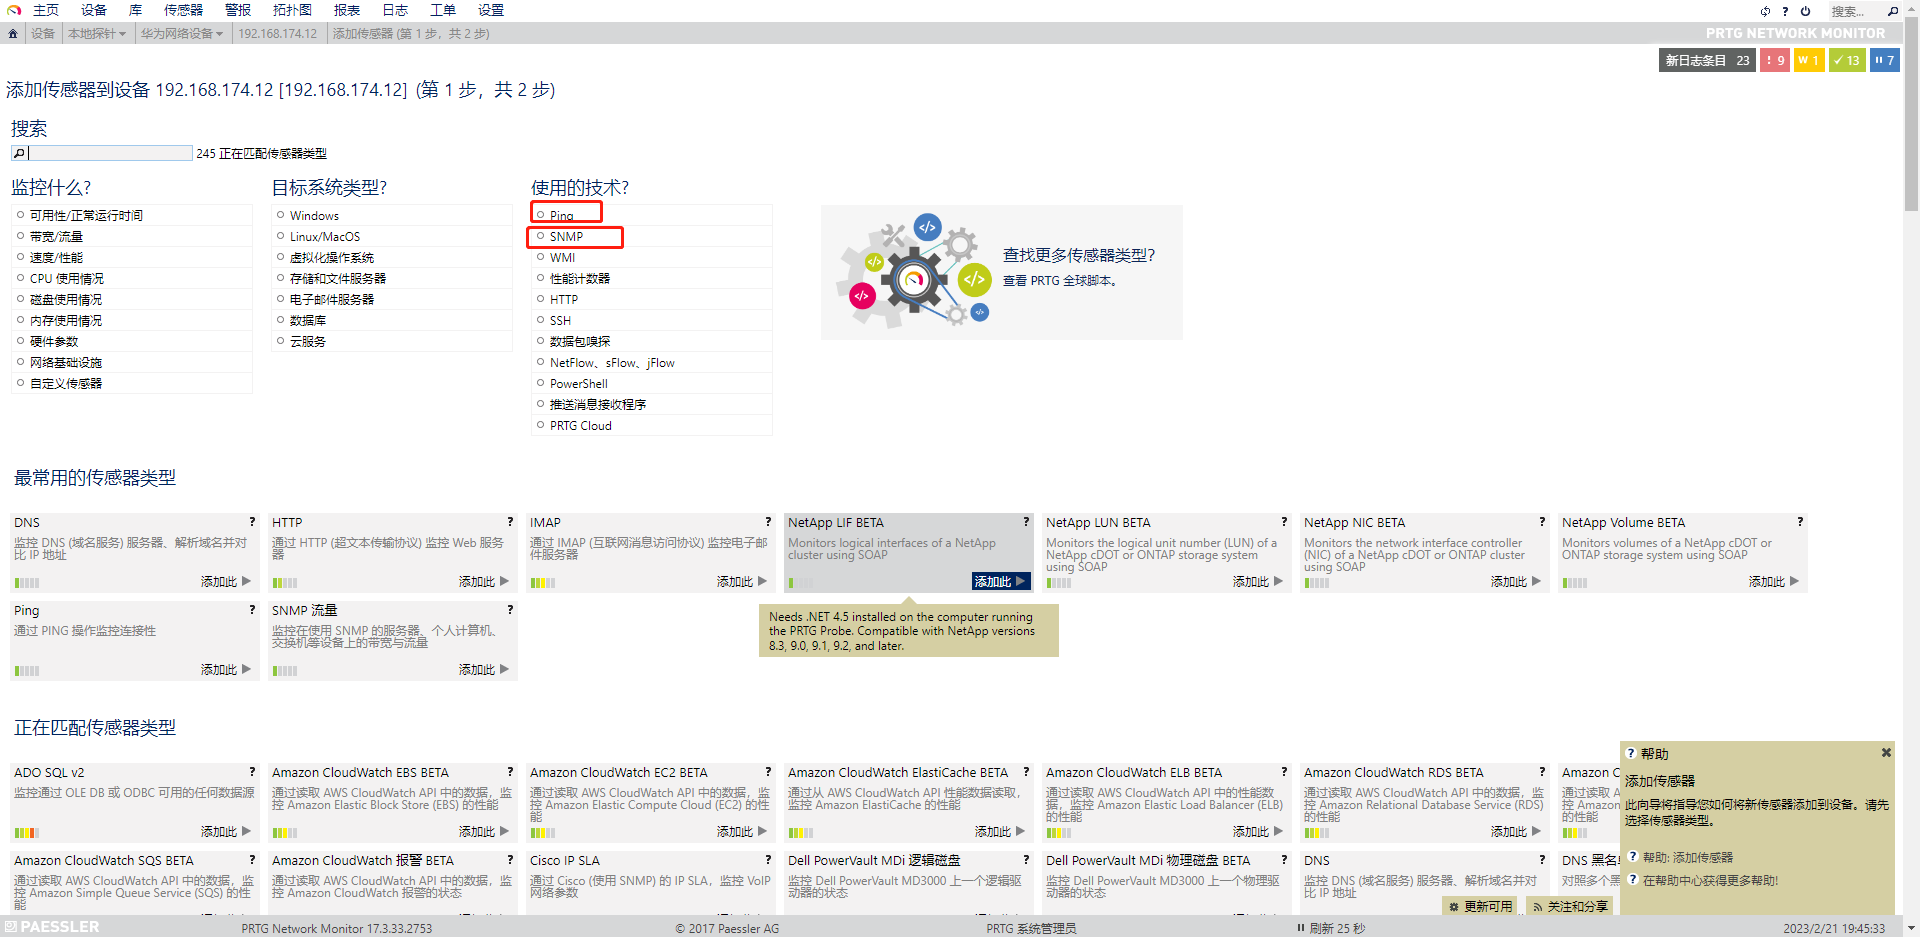 主页 设备 库 传感器 警报 拓扑图 报表 日志 工单 设置 搜索...
设备 本地探针 华为网络设备 192.168.174.12 添加传感器 (第 1 步，共 2 步) PRTG NETWORK MONITOR
新日志条目 23 ! 9 W 1 ✓ 13 7
添加传感器到设备 192.168.174.12 [192.168.174.12] (第 1 步，共 2 步)
搜索
245 正在匹配传感器类型
监控什么?
可用性/正常运行时间
带宽/流量
速度/性能
CPU 使用情况
磁盘使用情况
内存使用情况
硬件参数
网络基础设施
自定义传感器
目标系统类型?
Windows
Linux/MacOS
虚拟化操作系统
存储和文件服务器
电子邮件服务器
数据库
云服务
使用的技术?
Ping
SNMP
WMI
性能计数器
HTTP
SSH
数据包嗅探
NetFlow、sFlow、jFlow
PowerShell
推送消息接收程序
PRTG Cloud
查找更多传感器类型?
查看 PRTG 全球脚本。
最常用的传感器类型
DNS ?
监控 DNS (域名服务) 服务器、解析域名并对
比 IP 地址
添加此
HTTP ?
通过 HTTP (超文本传输协议) 监控 Web 服务
器
添加此
IMAP ?
通过 IMAP (互联网消息访问协议) 监控电子邮
件服务器
添加此
NetApp LIF BETA ?
Monitors logical interfaces of a NetApp
cluster using SOAP
添加此
NetApp LUN BETA ?
Monitors the logical unit number (LUN) of a
NetApp cDOT or ONTAP storage system
using SOAP
添加此
NetApp NIC BETA ?
Monitors the network interface controller
(NIC) of a NetApp cDOT or ONTAP cluster
using SOAP
添加此
NetApp Volume BETA ?
Monitors volumes of a NetApp cDOT or
ONTAP storage system using SOAP
添加此
Ping ?
通过 PING 操作监控连接性
添加此
SNMP 流量 ?
监控在使用 SNMP 的服务器、个人计算机、
交换机等设备上的带宽与流量
添加此
Needs .NET 4.5 installed on the computer running
the PRTG Probe. Compatible with NetApp versions
8.3, 9.0, 9.1, 9.2, and later.
正在匹配传感器类型
ADO SQL v2 ?
监控通过 OLE DB 或 ODBC 可用的任何数据源
添加此
Amazon CloudWatch EBS BETA ?
通过读取 AWS CloudWatch API 中的数据，监
控 Amazon Elastic Block Store (EBS) 的性能
添加此
Amazon CloudWatch EC2 BETA ?
通过读取 AWS CloudWatch API 中的数据，监
控 Amazon Elastic Compute Cloud (EC2) 的性
能
添加此
Amazon CloudWatch ElastiCache BETA ?
通过从 AWS CloudWatch API 性能数据读取，
监控 Amazon ElastiCache 的性能
添加此
Amazon CloudWatch ELB BETA ?
通过读取 AWS CloudWatch API 中的性能数
据，监控 Amazon Elastic Load Balancer (ELB)
的性能
添加此
Amazon CloudWatch RDS BETA ?
通过读取 AWS CloudWatch API 中的数据，监
控 Amazon Relational Database Service (RDS)
的性能
添加此
Amazon C
通过读取
控 Amazon
的性能
Amazon CloudWatch SQS BETA ?
通过读取 AWS CloudWatch API 中的数据，监
控 Amazon Simple Queue Service (SQS) 的性
能
Amazon CloudWatch 报警 BETA ?
通过读取 AWS CloudWatch API 中的数据，监
控 Amazon CloudWatch 报警的状态
Cisco IP SLA ?
通过 Cisco (使用 SNMP) 的 IP SLA，监控 VoIP
网络参数
Dell PowerVault MDi 逻辑磁盘 ?
监控 Dell PowerVault MD3000 上一个逻辑驱
动器的状态
Dell PowerVault MDi 物理磁盘 BETA ?
监控 Dell PowerVault MD3000 上一个物理驱
动器的状态
DNS ?
监控 DNS (域名服务) 服务器、解析域名并对
比 IP 地址
DNS 黑名
对照多个黑
? 帮助
添加传感器
此向导将指导您如何将新传感器添加到设备。请先
选择传感器类型。
? 帮助: 添加传感器
? 在帮助中心获得更多帮助!
更新可用 关注和分享
PAESSLER PRTG Network Monitor 17.3.33.2753 © 2017 Paessler AG PRTG 系统管理员 刷新 25 秒 2023/2/21 19:45:33